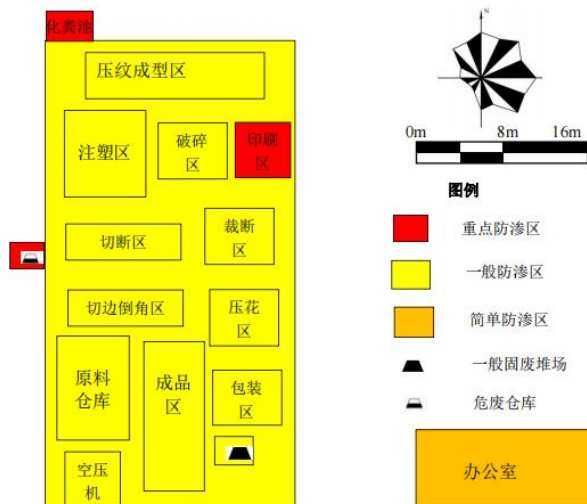 化粪池
压纹成型区
注塑区
破碎
区
印刷
区
切断区
裁断
区
切边倒角区
压花
区
原料
仓库
成品
区
包装
区
空压
机
N
0m 8m 16m
图例
重点防渗区
一般防渗区
简单防渗区
一般固废堆场
危废仓库
办公室